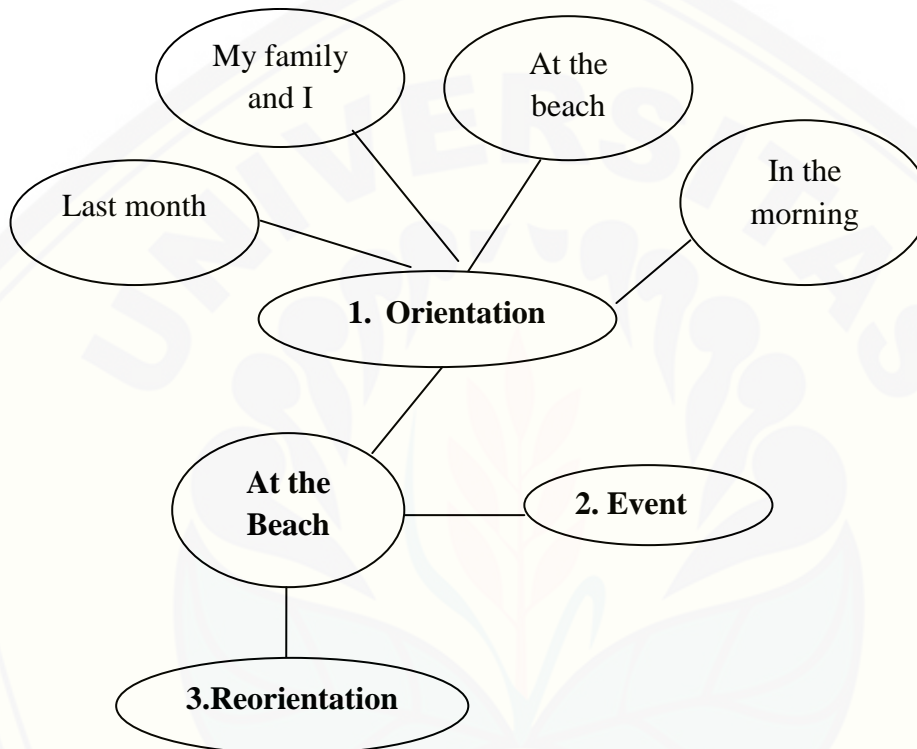 My family
and I
At the
beach
Last month
In the
morning
1. Orientation
At the
Beach
2. Event
3.Reorientation
UNIVERSITAS